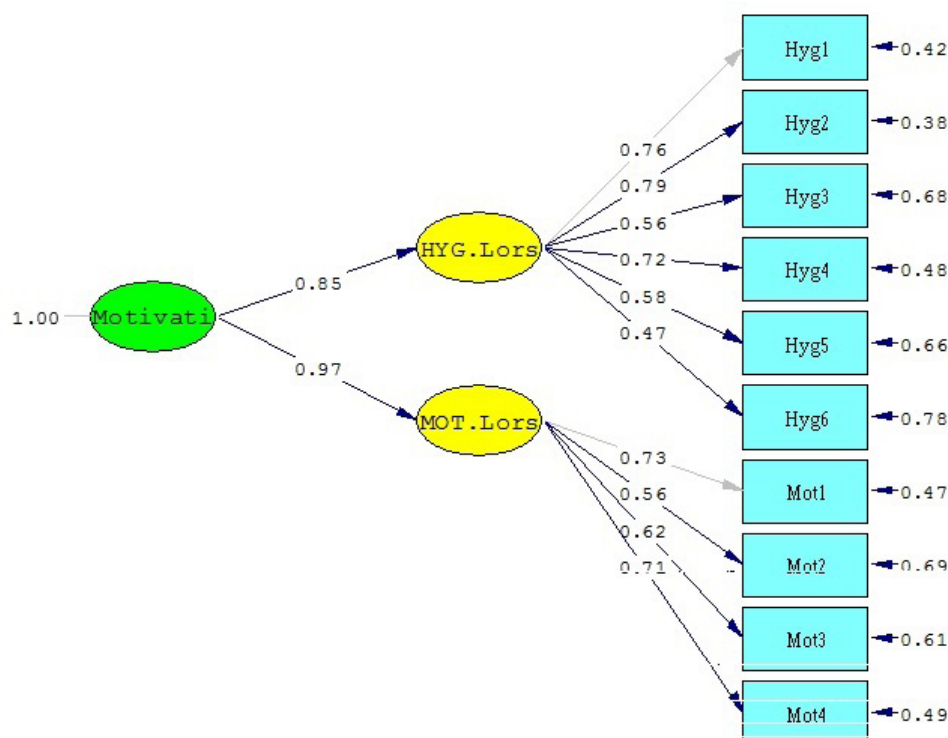 Hyg1
0.42
Hyg2
0.38
0.76
0.79
Hyg3
0.68
0.56
HYG.Lors
0.72
Hyg4
0.48
0.85
0.58
1.00
Motivati
0.47
Hyg5
0.66
0.97
Hyg6
0.78
MOT.Lors
0.73
0.56
Mot1
0.47
0.62
0.71
Mot2
0.69
Mot3
0.61
Mot4
0.49